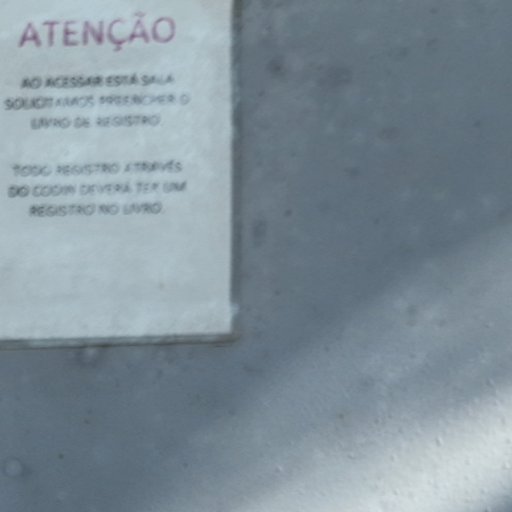 ATENÇÃO
AO ACESSAR ESTÁ SALA
SOLICITAMOS PREENCHER O
LIVRO DE REGISTRO
TODO REGISTRO ATRAVÉS
DO CODIN DEVERÁ TER UM
REGISTRO NO LIVRO